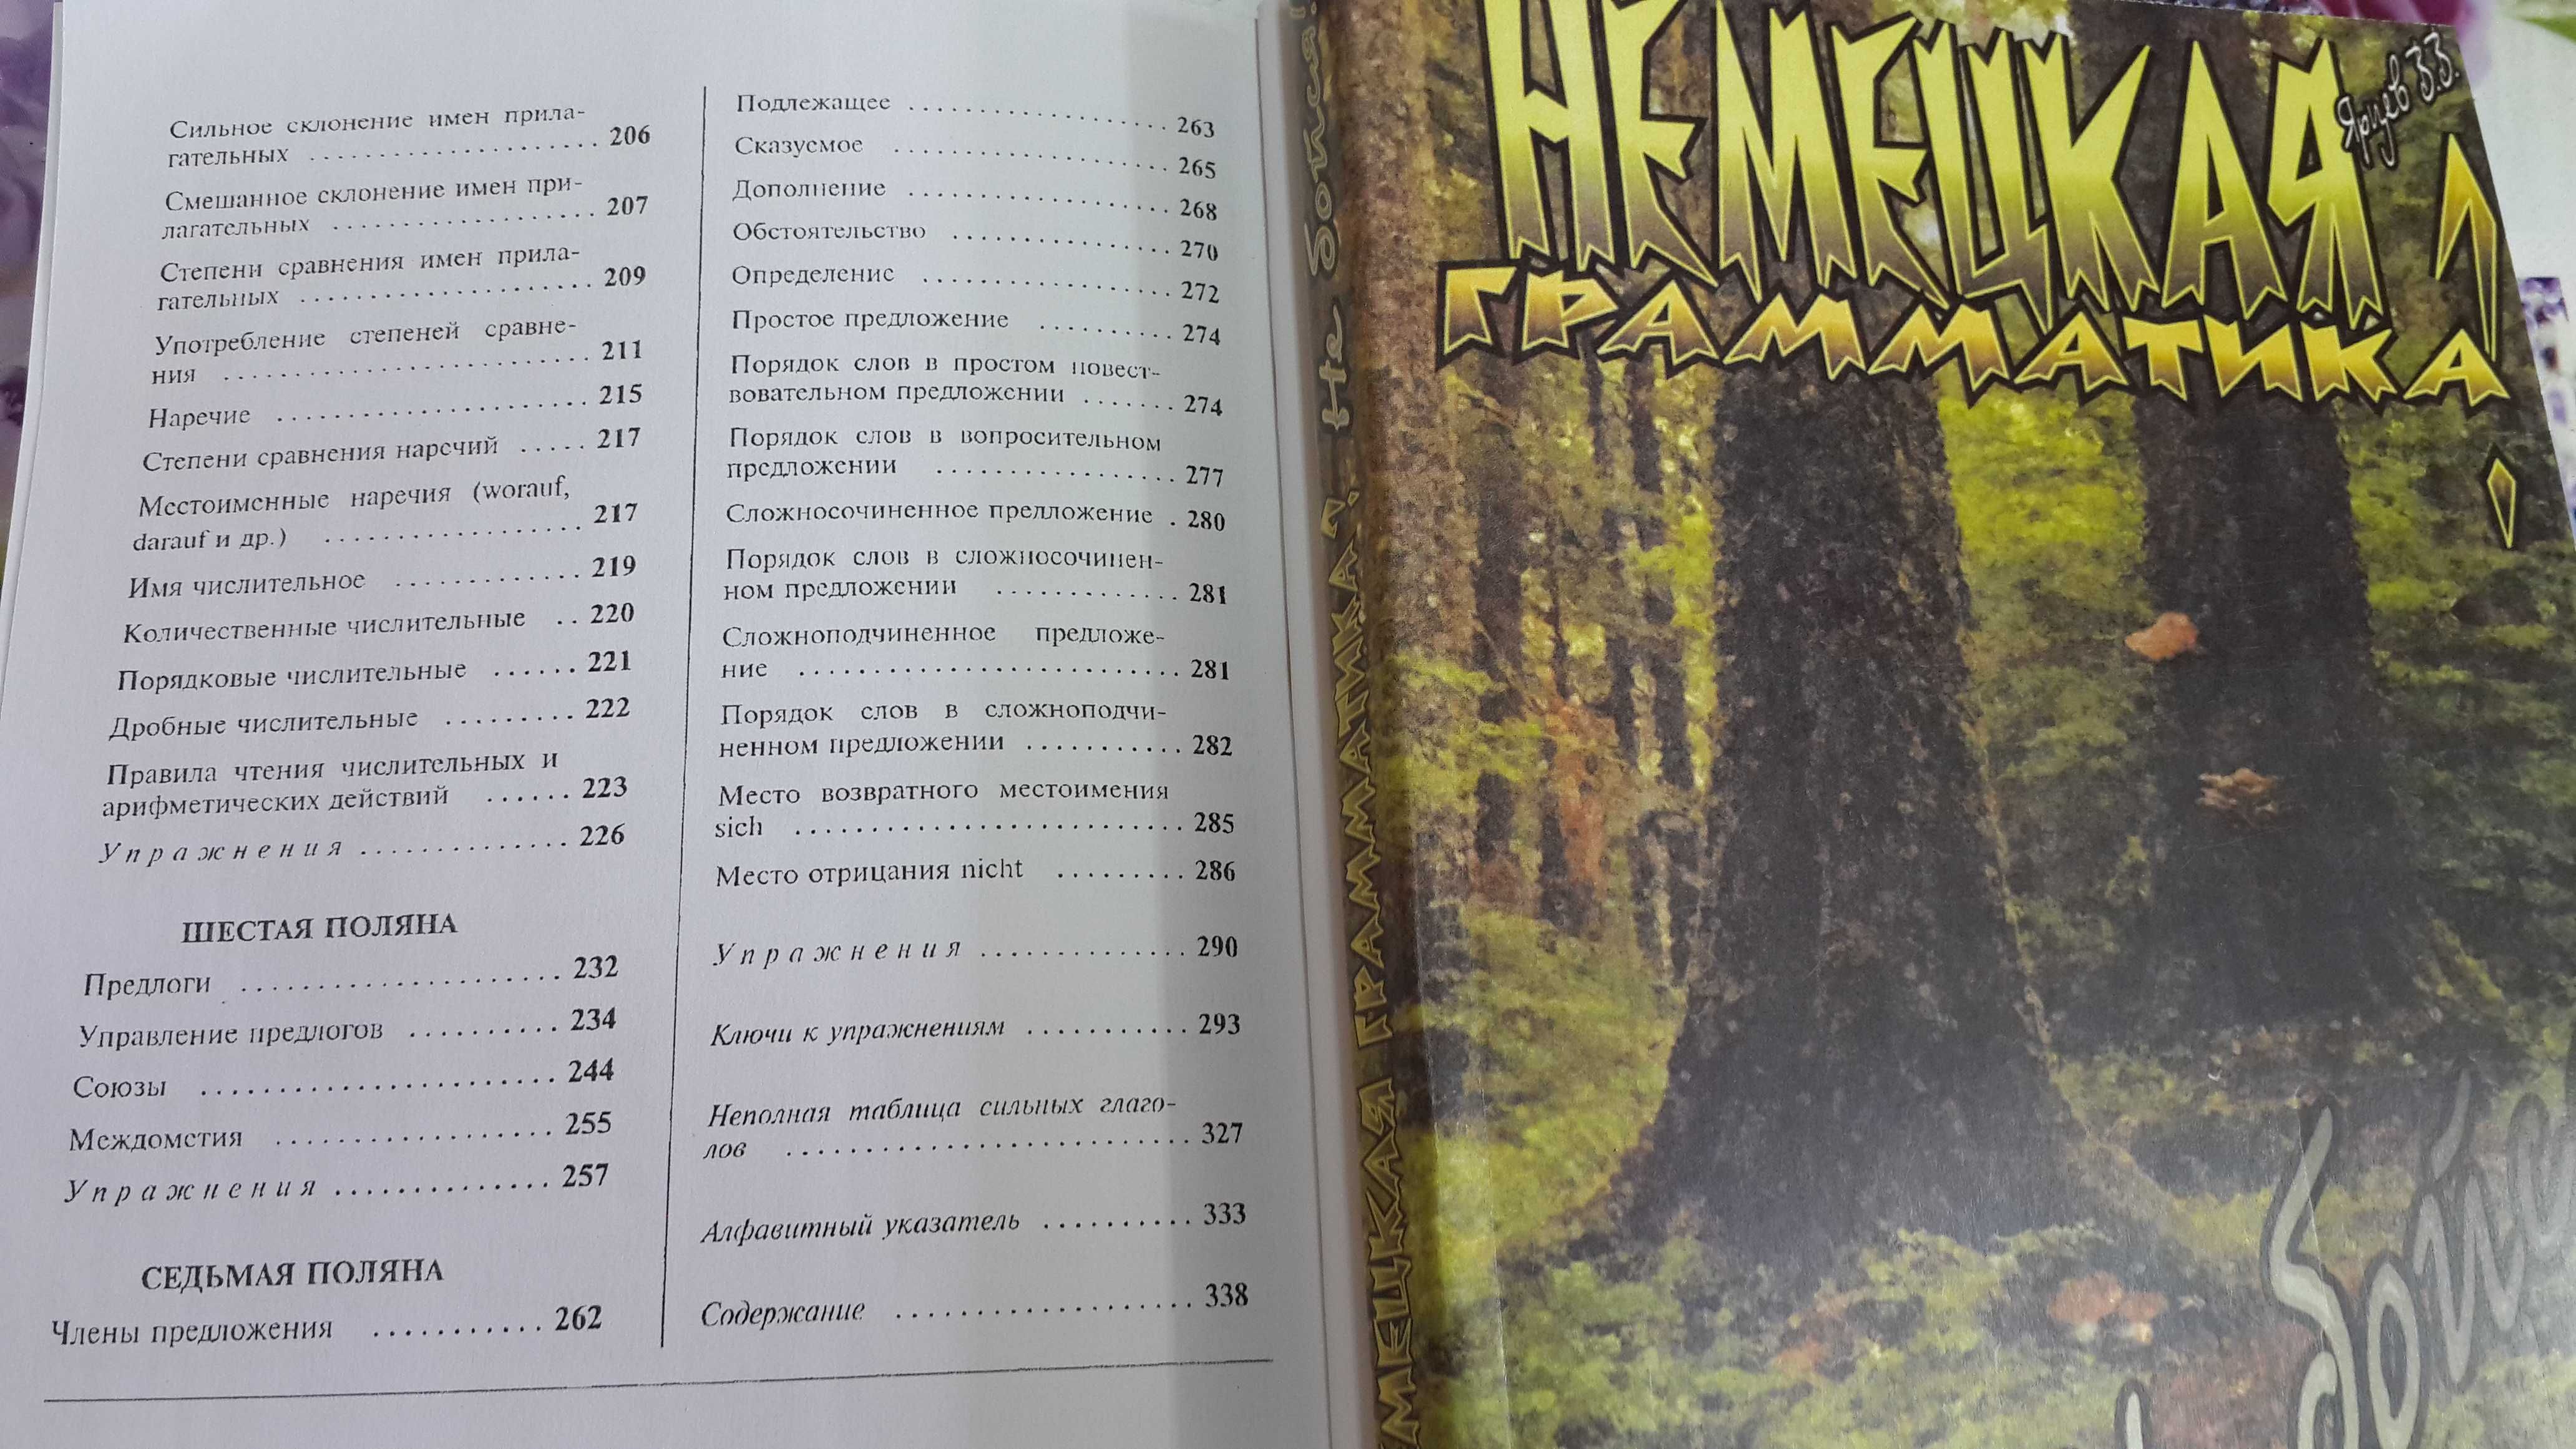 Сильное склонение имен прила-
гательных .................... 206
Смешанное склонение имен при-
лагательных .................. 207
Степени сравнения имен прила-
гательных .................... 209
Употребление степеней сравне-
ния .......................... 211
Наречие ...................... 215
Степени сравнения наречий ..... 217
Местоименные наречия (worauf,
darauf и др.) .................. 217
Имя числительное ............. 219
Количественные числительные .. 220
Порядковые числительные ...... 221
Дробные числительные ......... 222
Правила чтения числительных и
арифметических действий ...... 223
Упражнения .............. 226
ШЕСТАЯ ПОЛЯНА
Предлоги ..................... 232
Управление предлогов .......... 234
Союзы ........................ 244
Междометия ................... 255
Упражнения .............. 257
СЕДЬМАЯ ПОЛЯНА
Члены предложения ........... 262
Подлежащее ................... 263
Сказуемое .................... 265
Дополнение ................... 268
Обстоятельство ................ 270
Определение .................. 272
Простое предложение .......... 274
Порядок слов в простом повест-
вовательном предложении ....... 274
Порядок слов в вопросительном
предложении .................. 277
Сложносочиненное предложение . 280
Порядок слов в сложносочинен-
ном предложении ............. 281
Сложноподчиненное предложе-
ние .......................... 281
Порядок слов в сложноподчи-
ненном предложении ........... 282
Место возвратного местоимения
sich ........................... 285
Место отрицания nicht ......... 286
Упражнения .............. 290
Ключи к упражнениям ........... 293
Неполная таблица сильных глаго-
лов ........................... 327
Алфавитный указатель .......... 333
Содержание .................... 338
НЕМЕЦКАЯ
ГРАММАТИКА
Ярцев В.В.
НЕМЕЦКАЯ ГРАММАТИКА? Не бойся!